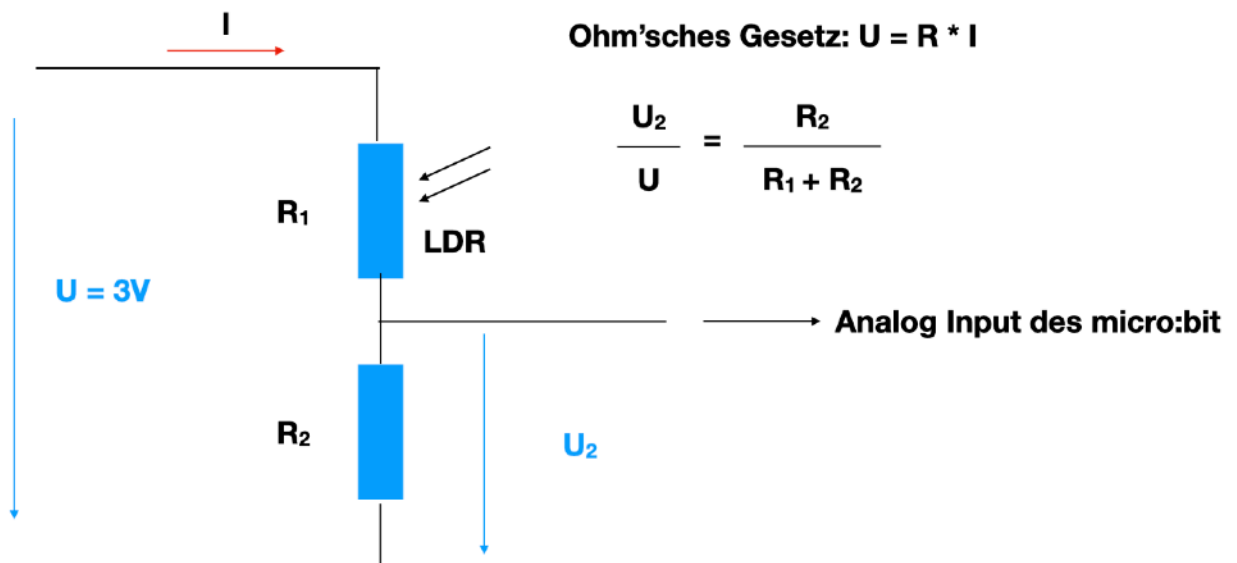 I
Ohm’sches Gesetz: U = R * I
U₂
U
=
R₂
R₁ + R₂
R₁
LDR
U = 3V
Analog Input des micro:bit
R₂
U₂